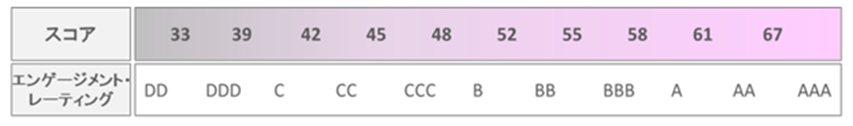 スコア 33 39 42 45 48 52 55 58 61 67
エンゲージメント・
レーティング DD DDD C CC CCC B BB BBB A AA AAA